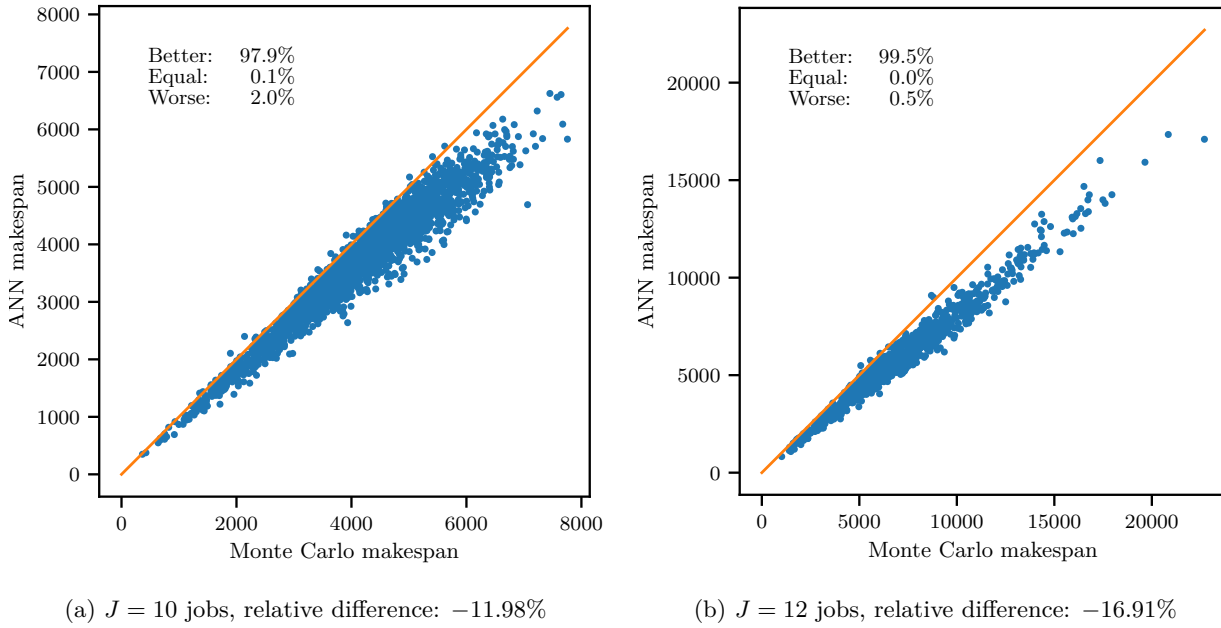 Better: 97.9%
Equal: 0.1%
Worse: 2.0%
8000
7000
6000
5000
4000
3000
2000
1000
0
ANN makespan
0 2000 4000 6000 8000
Monte Carlo makespan
(a) J = 10 jobs, relative difference: −11.98%
Better: 99.5%
Equal: 0.0%
Worse: 0.5%
20000
15000
10000
5000
0
ANN makespan
0 5000 10000 15000 20000
Monte Carlo makespan
(b) J = 12 jobs, relative difference: −16.91%